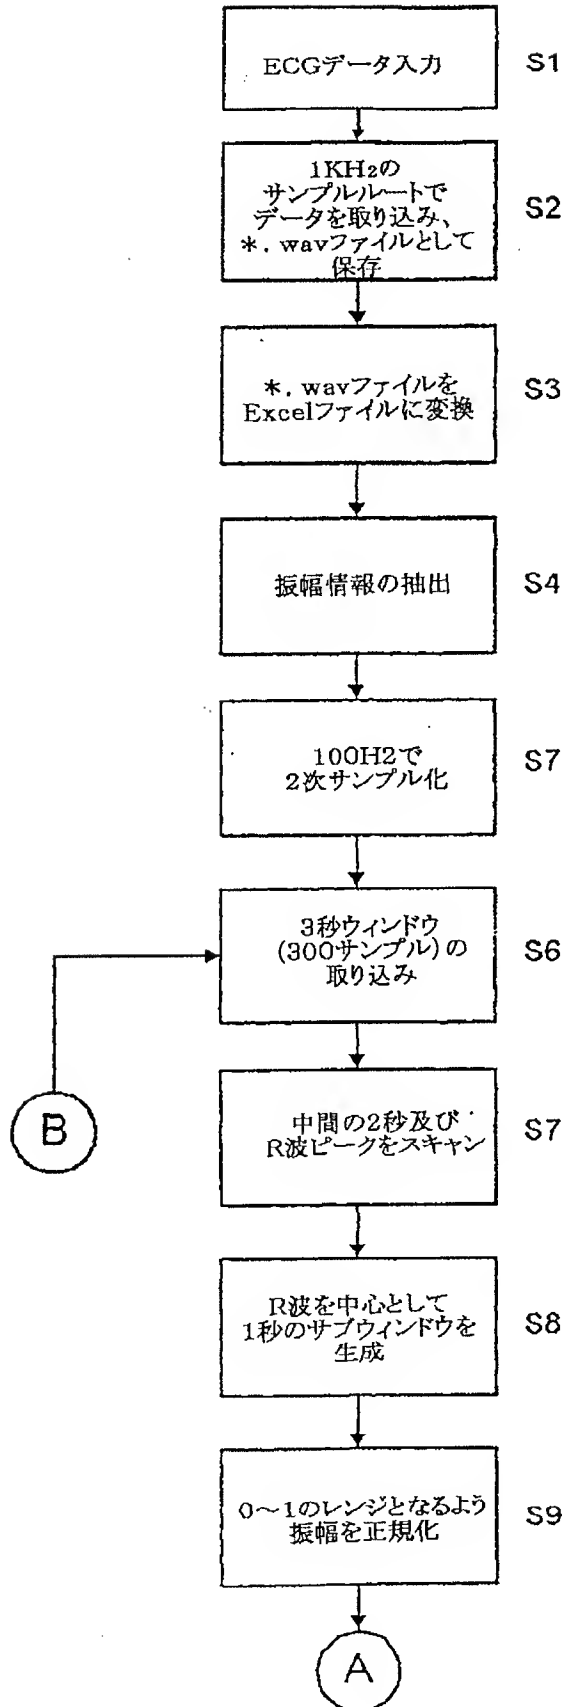 ECGデータ入力
S1
1KH2の
サンプルルートで
データを取り込み、
*. wavファイルとして
保存
S2
*. wavファイルを
Excelファイルに変換
S3
振幅情報の抽出
S4
100H2で
2次サンプル化
S7
3秒ウィンドウ
(300サンプル)の
取り込み
S6
B
中間の2秒及び
R波ピークをスキャン
S7
R波を中心として
1秒のサブウィンドウを
生成
S8
0～1のレンジとなるよう
振幅を正規化
S9
A